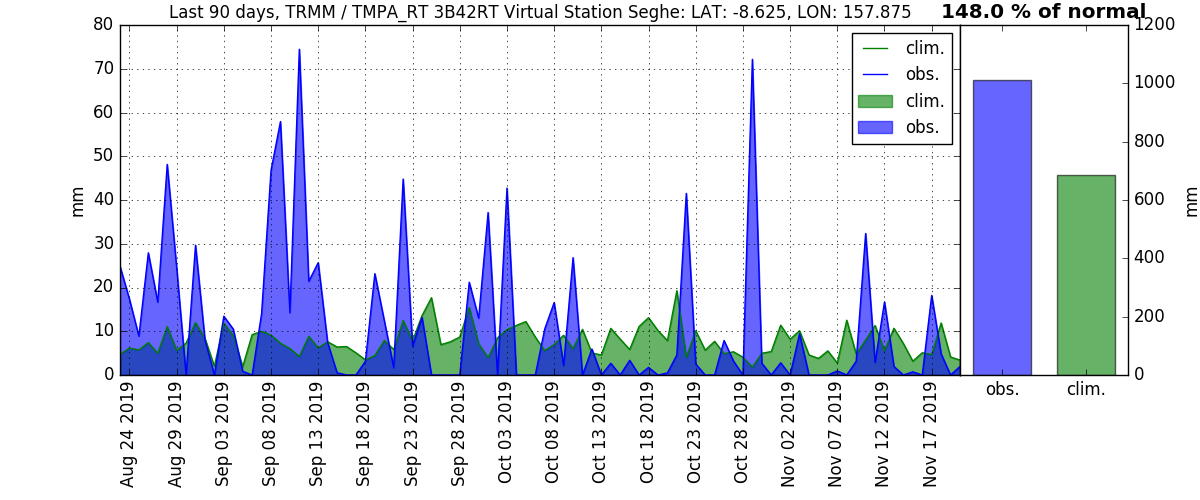 Last 90 days, TRMM / TMPA_RT 3B42RT Virtual Station Seghe: LAT: -8.625, LON: 157.875
148.0 % of normal
80
70
60
50
40
30
20
10
0
mm
clim.
obs.
clim.
obs.
Aug 24 2019
Aug 29 2019
Sep 03 2019
Sep 08 2019
Sep 13 2019
Sep 18 2019
Sep 23 2019
Sep 28 2019
Oct 03 2019
Oct 08 2019
Oct 13 2019
Oct 18 2019
Oct 23 2019
Oct 28 2019
Nov 02 2019
Nov 07 2019
Nov 12 2019
Nov 17 2019
1200
1000
800
600
400
200
0
mm
obs.
clim.